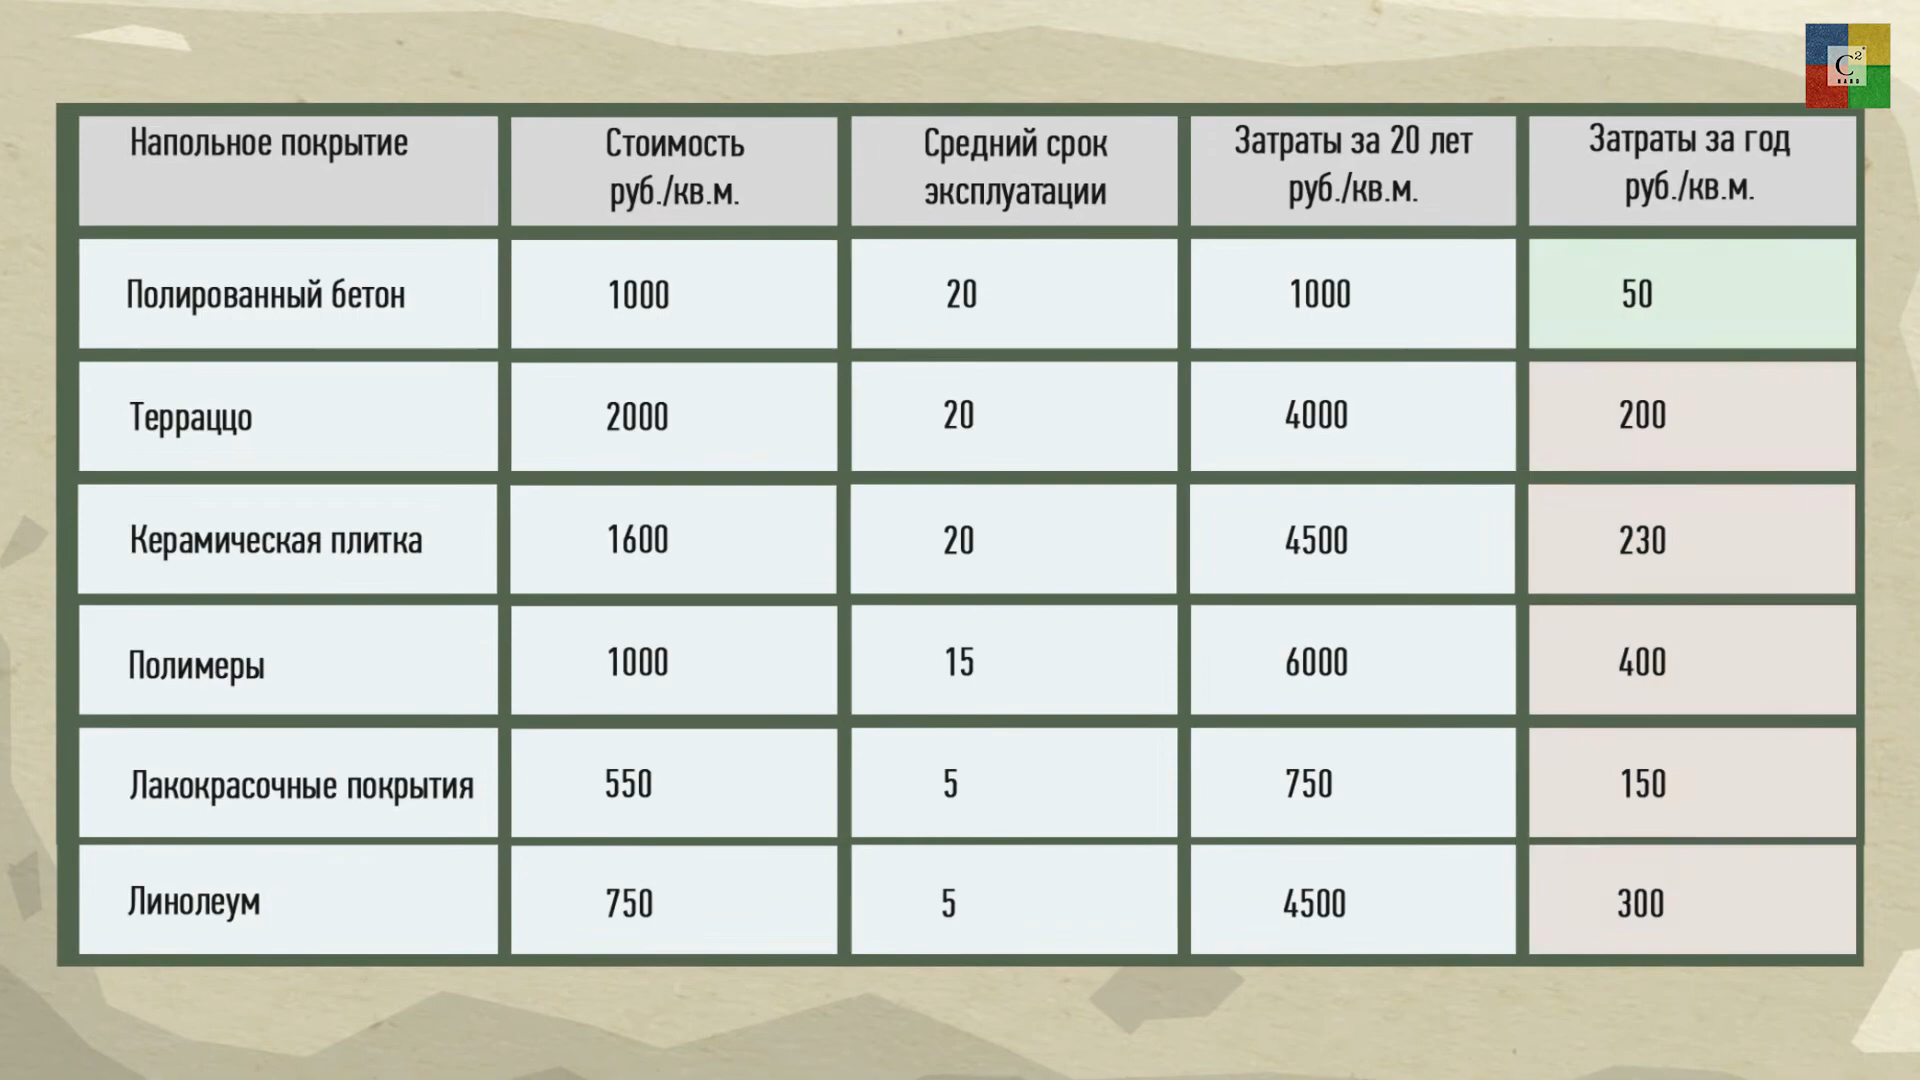 C²
HARD
Напольное покрытие
Стоимость
руб./кв.м.
Средний срок
эксплуатации
Затраты за 20 лет
руб./кв.м.
Затраты за год
руб./кв.м.
Полированный бетон
1000
20
1000
50
Терраццо
2000
20
4000
200
Керамическая плитка
1600
20
4500
230
Полимеры
1000
15
6000
400
Лакокрасочные покрытия
550
5
750
150
Линолеум
750
5
4500
300